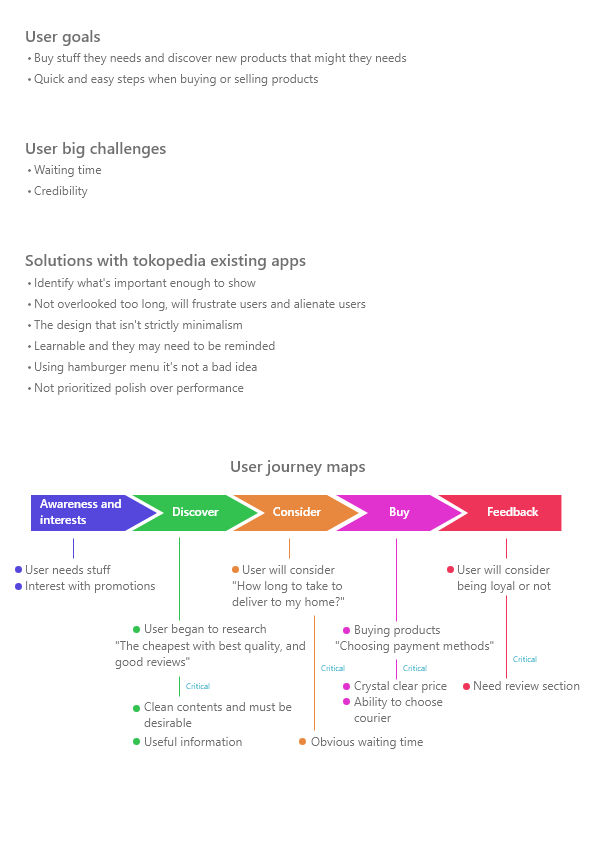 User goals
• Buy stuff they needs and discover new products that might they needs
• Quick and easy steps when buying or selling products
User big challenges
• Waiting time
• Credibility
Solutions with tokopedia existing apps
• Identify what's important enough to show
• Not overlooked too long, will frustrate users and alienate users
• The design that isn't strictly minimalism
• Learnable and they may need to be reminded
• Using hamburger menu it's not a bad idea
• Not prioritized polish over performance
User journey maps
Awareness and
interests
Discover
Consider
Buy
Feedback
● User needs stuff
● Interest with promotions
● User began to research
"The cheapest with best quality, and
good reviews"
Critical
● Clean contents and must be
desirable
● Useful information
● User will consider
"How long to take to
deliver to my home?"
Critical
● Obvious waiting time
● Buying products
"Choosing payment methods"
Critical
● Crystal clear price
● Ability to choose
courier
● User will consider
being loyal or not
Critical
● Need review section